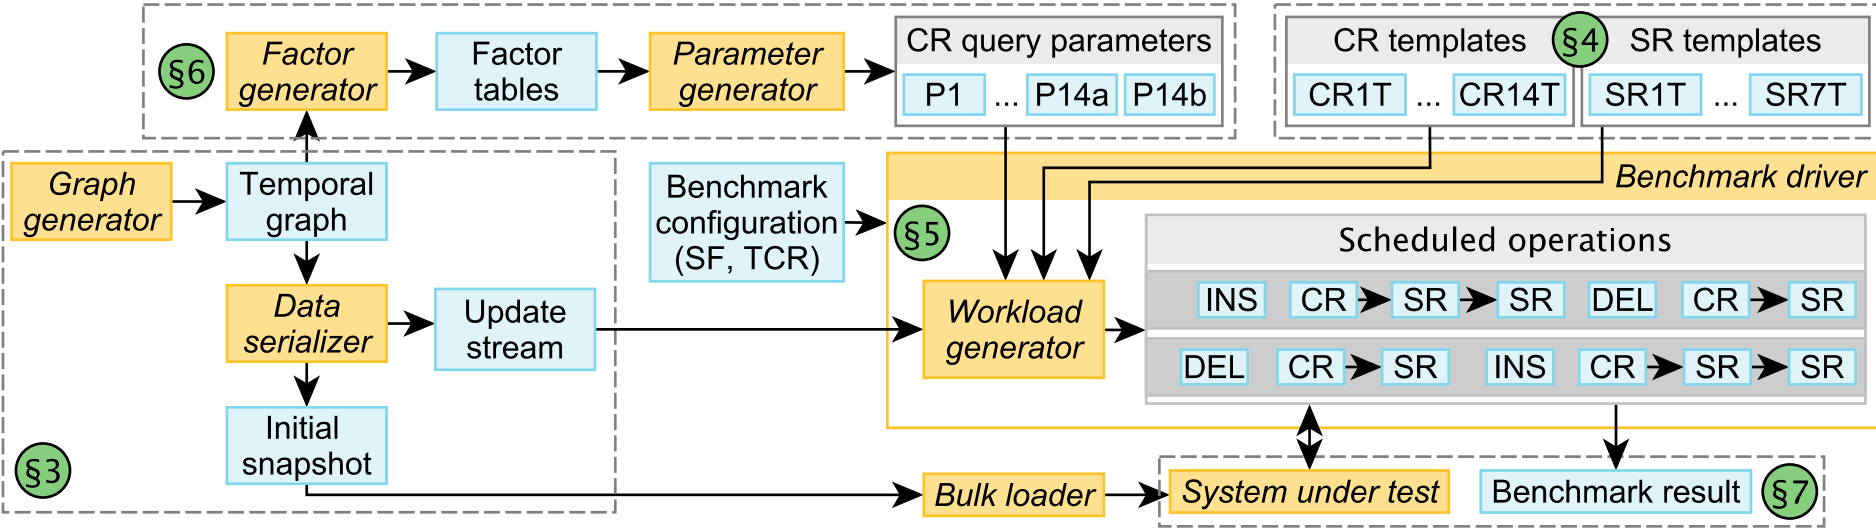 §6
Factor
generator
Factor
tables
Parameter
generator
CR query parameters
P1 ... P14a P14b
CR templates
CR1T ... CR14T
§4
SR templates
SR1T ... SR7T
Graph
generator
Temporal
graph
Benchmark
configuration
(SF, TCR)
Benchmark driver
§5
Scheduled operations
Data
serializer
Update
stream
Workload
generator
INS CR SR SR DEL CR SR
DEL CR SR INS CR SR SR
§3
Initial
snapshot
Bulk loader
System under test
Benchmark result
§7